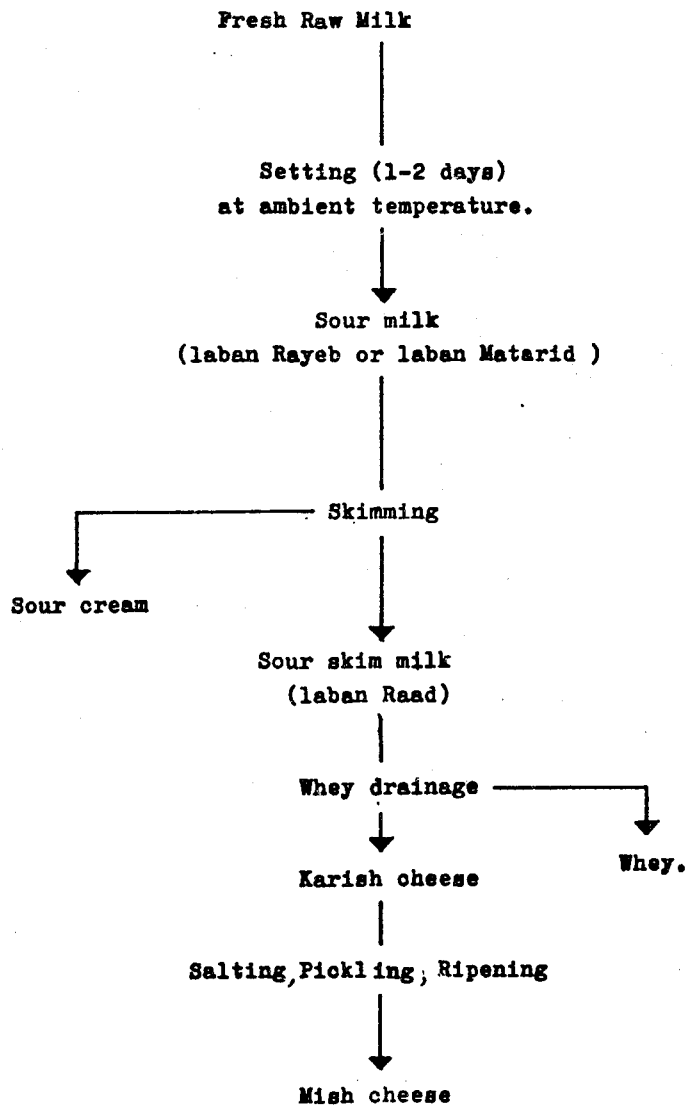 Fresh Raw Milk
Setting (1-2 days)
at ambient temperature.
Sour milk
(laban Rayeb or laban Matarid )
Skimming
Sour cream
Sour skim milk
(laban Raad)
Whey drainage
Whey.
Karish cheese
Salting, Pickling, Ripening
Mish cheese